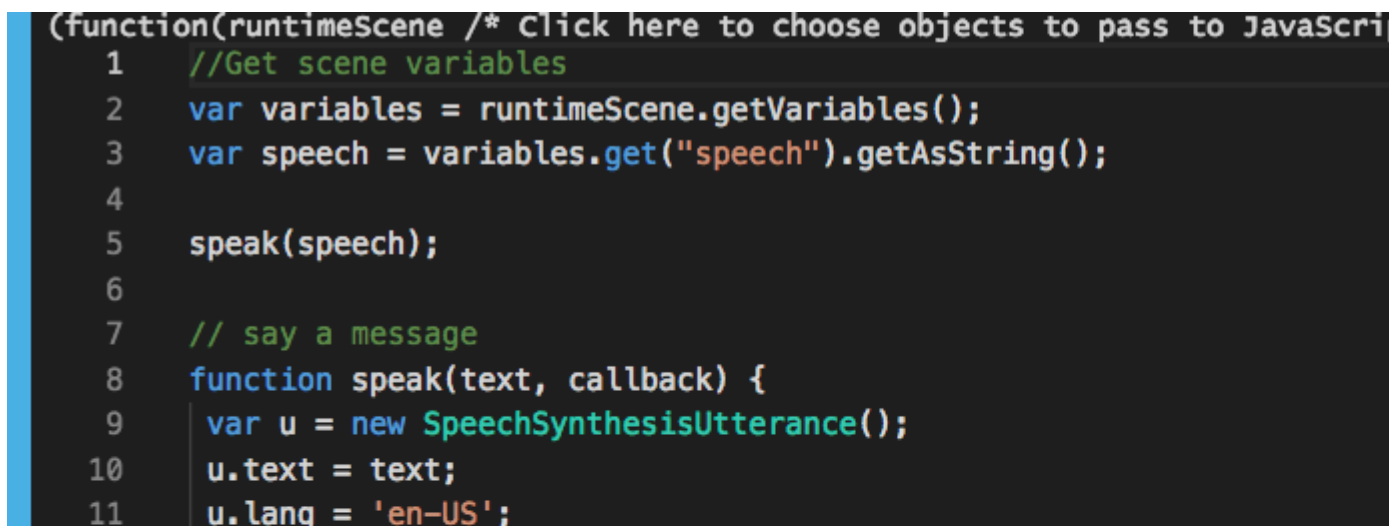 (function(runtimeScene /* Click here to choose objects to pass to JavaScri
1 //Get scene variables
2 var variables = runtimeScene.getVariables();
3 var speech = variables.get("speech").getAsString();
4
5 speak(speech);
6
7 // say a message
8 function speak(text, callback) {
9 var u = new SpeechSynthesisUtterance();
10 u.text = text;
11 u.lang = 'en-US';